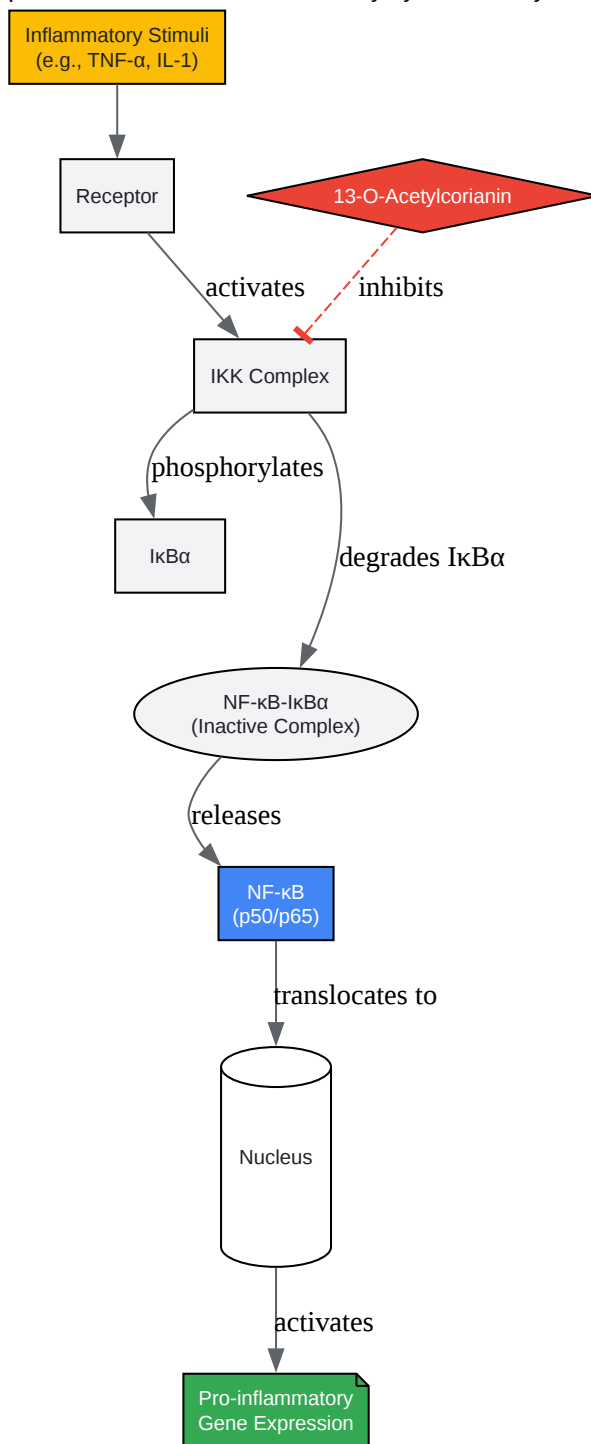 Inflammatory Stimuli
(e.g., TNF-α, IL-1)
Receptor
13-O-Acetylcorianin
activates
inhibits
IKK Complex
phosphorylates
IκBα
degrades IκBα
NF-κB-IκBα
(Inactive Complex)
releases
NF-κB
(p50/p65)
translocates to
Nucleus
activates
Pro-inflammatory
Gene Expression